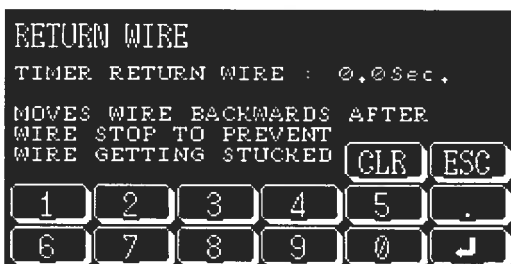 RETURN WIRE
TIMER RETURN WIRE : 0.0Sec.
MOVES WIRE BACKWARDS AFTER
WIRE STOP TO PREVENT
WIRE GETTING STUCKED
CLR ESC
1 2 3 4 5 .
6 7 8 9 0 ↵